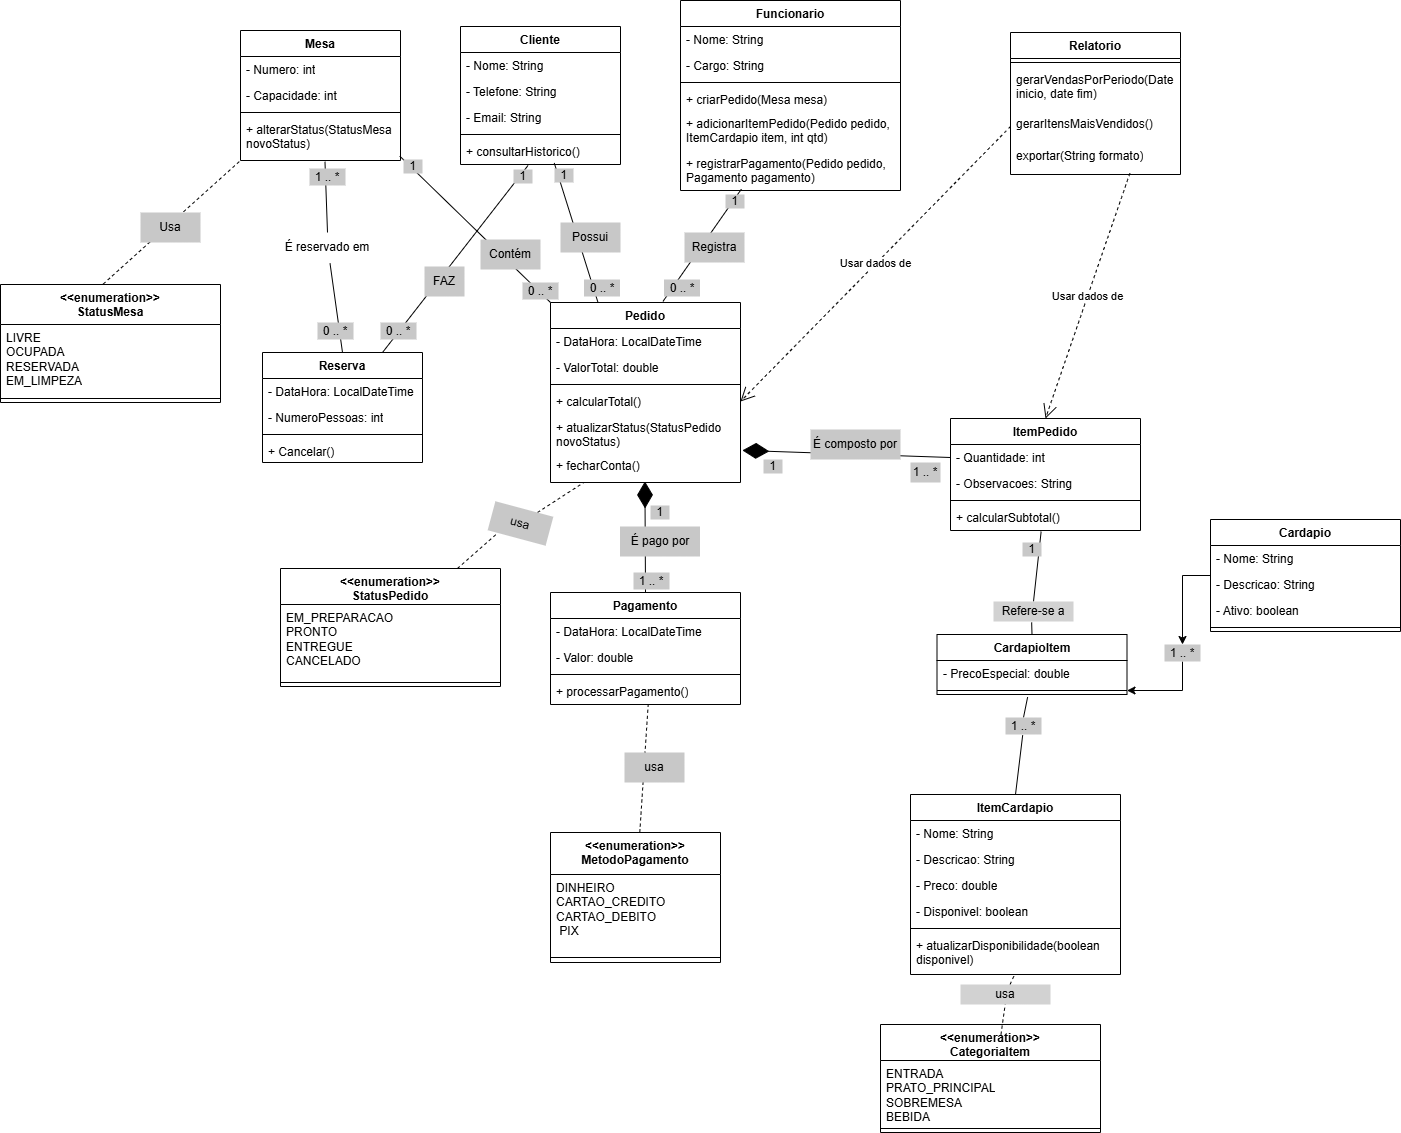 Mesa
- Numero: int
- Capacidade: int
+ alterarStatus(StatusMesa
novoStatus)
Cliente
- Nome: String
- Telefone: String
- Email: String
+ consultarHistorico()
Funcionario
- Nome: String
- Cargo: String
+ criarPedido(Mesa mesa)
+ adicionarItemPedido(Pedido pedido,
ItemCardapio item, int qtd)
+ registrarPagamento(Pedido pedido,
Pagamento pagamento)
Relatorio
gerarVendasPorPeriodo(Date
inicio, date fim)
gerarItensMaisVendidos()
exportar(String formato)
1 .. *
1
1
1
1
Usa
É reservado em
Contém
Possui
Registra
FAZ
Usar dados de
Usar dados de
0 .. *
0 .. *
0 .. *
0 .. *
0 .. *
<<enumeration>>
StatusMesa
LIVRE
OCUPADA
RESERVADA
EM_LIMPEZA
Reserva
- DataHora: LocalDateTime
- NumeroPessoas: int
+ Cancelar()
Pedido
- DataHora: LocalDateTime
- ValorTotal: double
+ calcularTotal()
+ atualizarStatus(StatusPedido
novoStatus)
+ fecharConta()
É composto por
1
1 .. *
ItemPedido
- Quantidade: int
- Observacoes: String
+ calcularSubtotal()
usa
1
É pago por
1 .. *
1
Refere-se a
Cardapio
- Nome: String
- Descricao: String
- Ativo: boolean
1 .. *
<<enumeration>>
StatusPedido
EM_PREPARACAO
PRONTO
ENTREGUE
CANCELADO
Pagamento
- DataHora: LocalDateTime
- Valor: double
+ processarPagamento()
CardapioItem
- PrecoEspecial: double
1 .. *
usa
<<enumeration>>
MetodoPagamento
DINHEIRO
CARTAO_CREDITO
CARTAO_DEBITO
PIX
ItemCardapio
- Nome: String
- Descricao: String
- Preco: double
- Disponivel: boolean
+ atualizarDisponibilidade(boolean
disponivel)
usa
<<enumeration>>
CategoriaItem
ENTRADA
PRATO_PRINCIPAL
SOBREMESA
BEBIDA